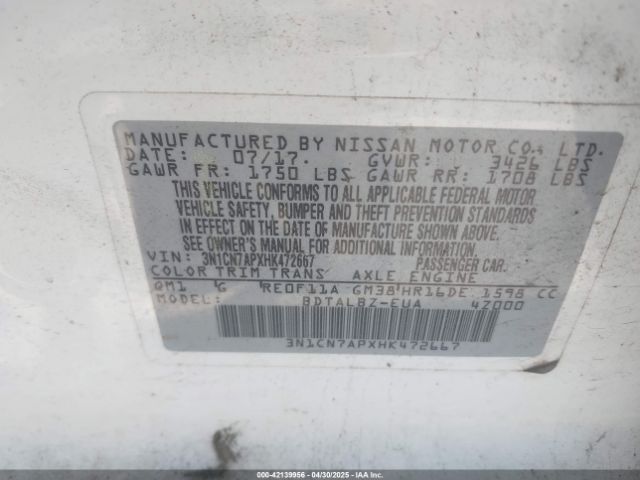 MANUFACTURED BY NISSAN MOTOR CO., LTD.
DATE: 07/17. GVWR: 3426 LBS
GAWR FR: 1750 LBS GAWR RR: 1708 LBS
THIS VEHICLE CONFORMS TO ALL APPLICABLE FEDERAL MOTOR
VEHICLE SAFETY, BUMPER AND THEFT PREVENTION STANDARDS
IN EFFECT ON THE DATE OF MANUFACTURE SHOWN ABOVE.
SEE OWNER'S MANUAL FOR ADDITIONAL INFORMATION.
VIN: 3N1CN7APXHK472667 PASSENGER CAR.
COLOR TRIM TRANS AXLE ENGINE
QM1 G RE0F11A GM38 HR16DE 1598 CC
MODEL: BDTALBZ-EUA 47000
3N1CN7APXHK472667
000-42139956 - 04/30/2025 - IAAI.COM